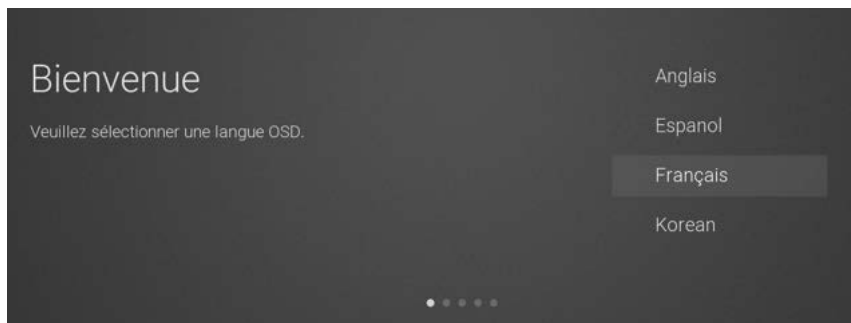 Bienvenue
Veuillez sélectionner une langue OSD.
Anglais
Espanol
Français
Korean